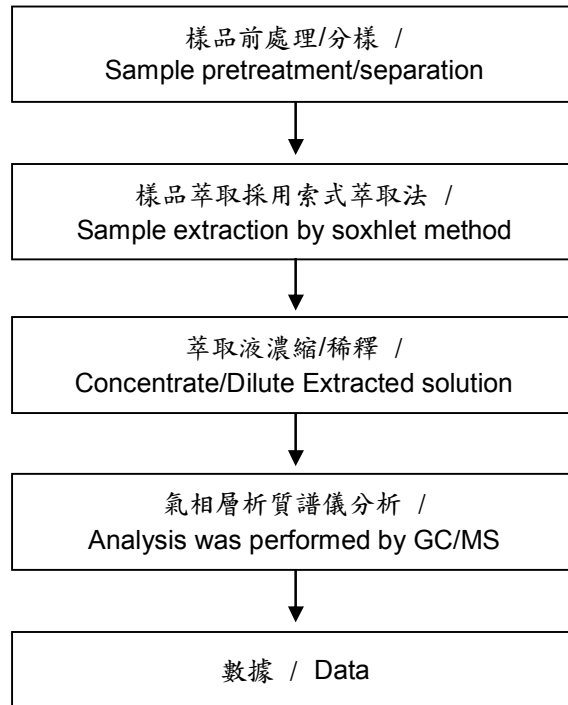 樣品前處理/分樣 /
Sample pretreatment/separation
樣品萃取採用索式萃取法 /
Sample extraction by soxhlet method
萃取液濃縮/稀釋 /
Concentrate/Dilute Extracted solution
氣相層析質譜儀分析 /
Analysis was performed by GC/MS
數據 / Data